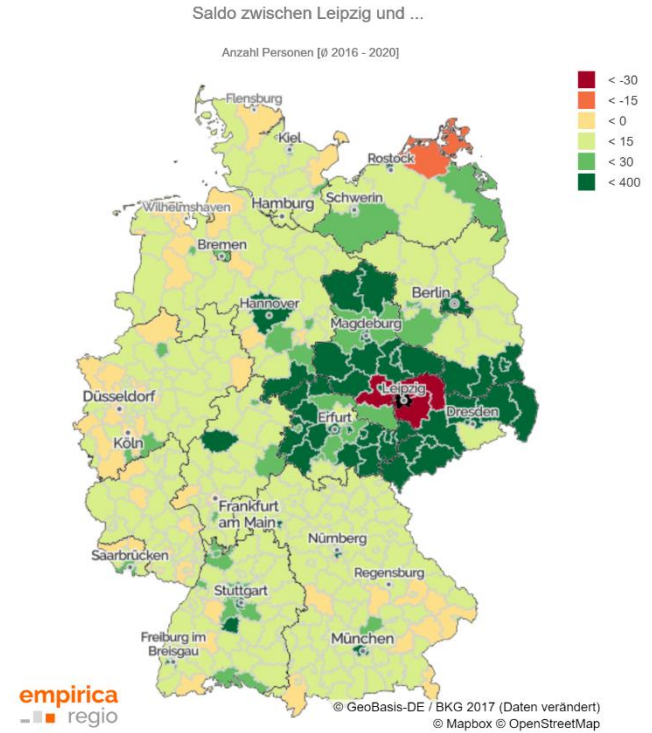 Saldo zwischen Leipzig und ...
Anzahl Personen [Ø 2016 - 2020]
< -30
< -15
< 0
< 15
< 30
< 400
Flensburg
Kiel
Rostock
Hamburg
Schwerin
Wilhelmshaven
Bremen
Hannover
Berlin
Magdeburg
Düsseldorf
Leipzig
Erfurt
Dresden
Köln
Frankfurt
am Main
Nürnberg
Saarbrücken
Regensburg
Stuttgart
Freiburg im
Breisgau
München
empirica
regio
© GeoBasis-DE / BKG 2017 (Daten verändert)
© Mapbox © OpenStreetMap